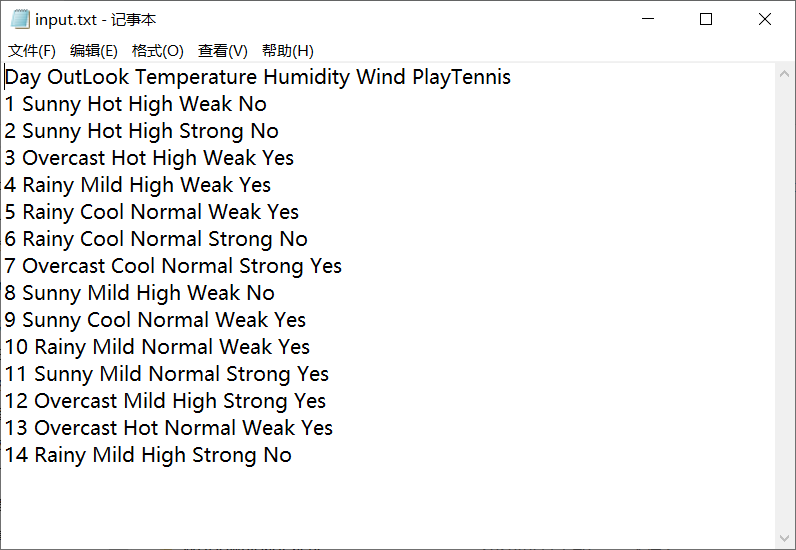 input.txt - 记事本
文件(F) 编辑(E) 格式(O) 查看(V) 帮助(H)
Day OutLook Temperature Humidity Wind PlayTennis
1 Sunny Hot High Weak No
2 Sunny Hot High Strong No
3 Overcast Hot High Weak Yes
4 Rainy Mild High Weak Yes
5 Rainy Cool Normal Weak Yes
6 Rainy Cool Normal Strong No
7 Overcast Cool Normal Strong Yes
8 Sunny Mild High Weak No
9 Sunny Cool Normal Weak Yes
10 Rainy Mild Normal Weak Yes
11 Sunny Mild Normal Strong Yes
12 Overcast Mild High Strong Yes
13 Overcast Hot Normal Weak Yes
14 Rainy Mild High Strong No